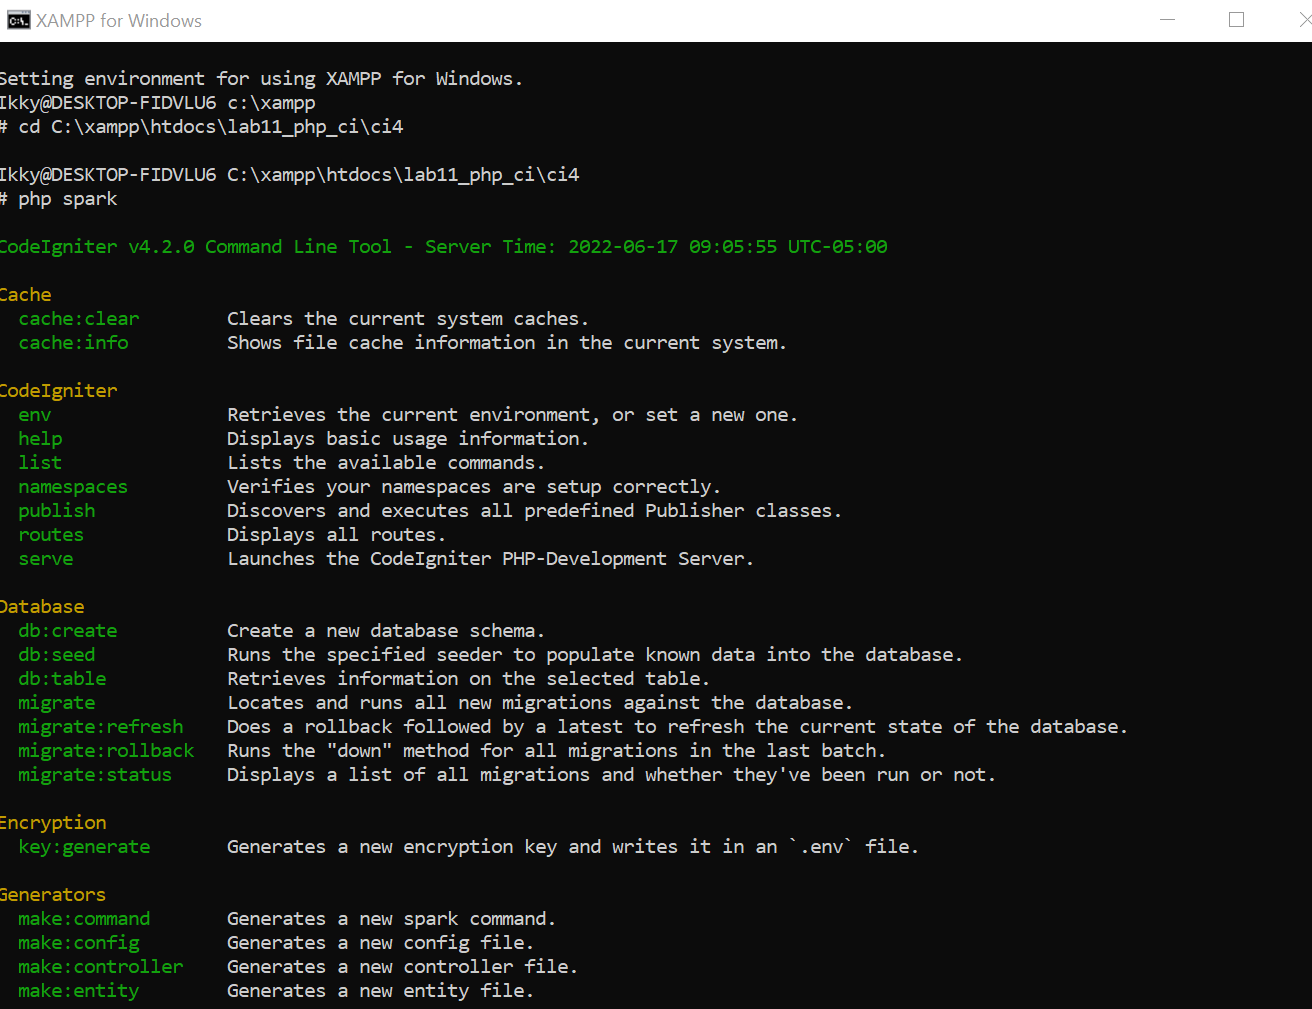 XAMPP for Windows
Setting environment for using XAMPP for Windows.
Ikky@DESKTOP-FIDVLU6 c:\xampp
# cd C:\xampp\htdocs\lab11_php_ci\ci4
Ikky@DESKTOP-FIDVLU6 C:\xampp\htdocs\lab11_php_ci\ci4
# php spark
CodeIgniter v4.2.0 Command Line Tool - Server Time: 2022-06-17 09:05:55 UTC-05:00
Cache
cache:clear Clears the current system caches.
cache:info Shows file cache information in the current system.
CodeIgniter
env Retrieves the current environment, or set a new one.
help Displays basic usage information.
list Lists the available commands.
namespaces Verifies your namespaces are setup correctly.
publish Discovers and executes all predefined Publisher classes.
routes Displays all routes.
serve Launches the CodeIgniter PHP-Development Server.
Database
db:create Create a new database schema.
db:seed Runs the specified seeder to populate known data into the database.
db:table Retrieves information on the selected table.
migrate Locates and runs all new migrations against the database.
migrate:refresh Does a rollback followed by a latest to refresh the current state of the database.
migrate:rollback Runs the "down" method for all migrations in the last batch.
migrate:status Displays a list of all migrations and whether they've been run or not.
Encryption
key:generate Generates a new encryption key and writes it in an `.env` file.
Generators
make:command Generates a new spark command.
make:config Generates a new config file.
make:controller Generates a new controller file.
make:entity Generates a new entity file.